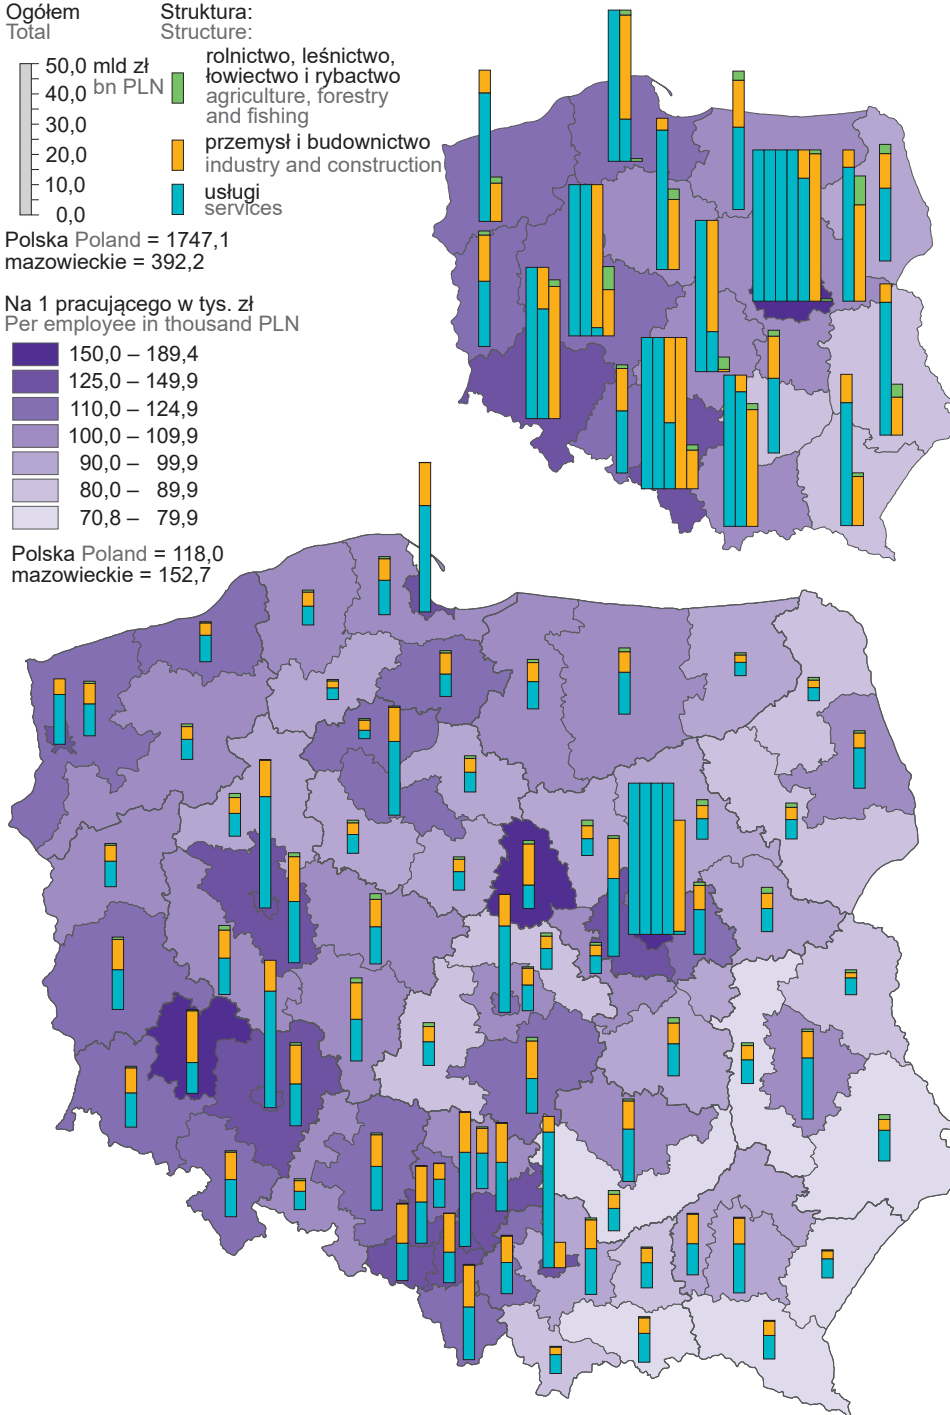 Ogółem
Total
50,0 mld zł
bn PLN
40,0
30,0
20,0
10,0
0,0
Struktura:
Structure:
rolnictwo, leśnictwo,
łowiectwo i rybactwo
agriculture, forestry
and fishing
przemysł i budownictwo
industry and construction
usługi
services
Polska Poland = 1747,1
mazowieckie = 392,2
Na 1 pracującego w tys. zł
Per employee in thousand PLN
150,0 – 189,4
125,0 – 149,9
110,0 – 124,9
100,0 – 109,9
90,0 – 99,9
80,0 – 89,9
70,8 – 79,9
Polska Poland = 118,0
mazowieckie = 152,7